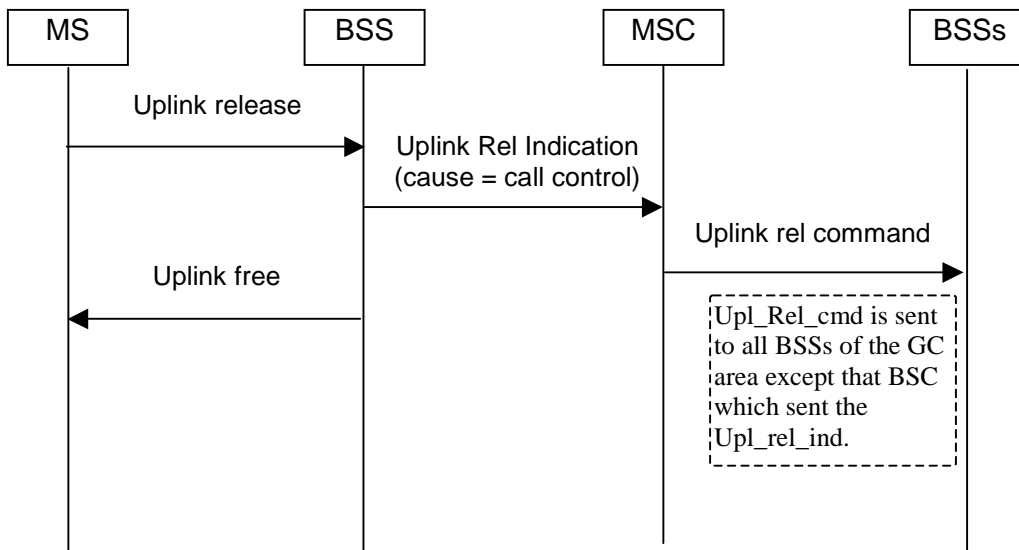 MS
BSS
MSC
BSSs
Uplink release
Uplink Rel Indication
(cause = call control)
Uplink rel command
Uplink free
Upl_Rel_cmd is sent
to all BSSs of the GC
area except that BSC
which sent the
Upl_rel_ind.